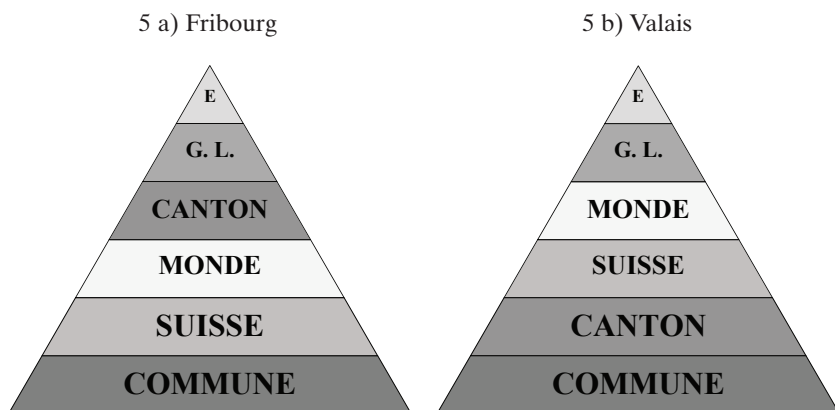 5 a) Fribourg
E
G. L.
CANTON
MONDE
SUISSE
COMMUNE
5 b) Valais
E
G. L.
MONDE
SUISSE
CANTON
COMMUNE